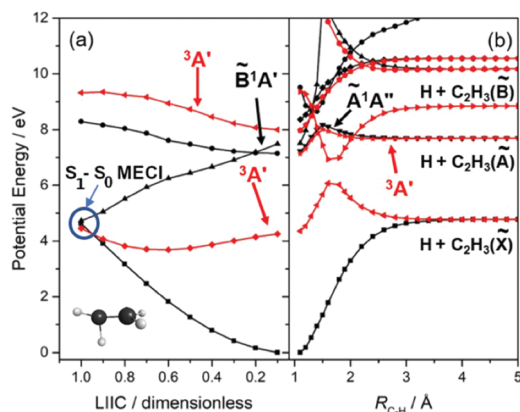 (a)
³A'
B̃¹A'
S₁- S₀ MECI
³A'
Potential Energy / eV
12
10
8
6
4
2
0
1.0 0.8 0.6 0.4 0.2
LIIC / dimensionless
(b)
H + C₂H₃(B̃)
òA"
H + C₂H₃(Ã)
³A'
H + C₂H₃(X̃)
1 2 3 4 5
R_C-H / Å